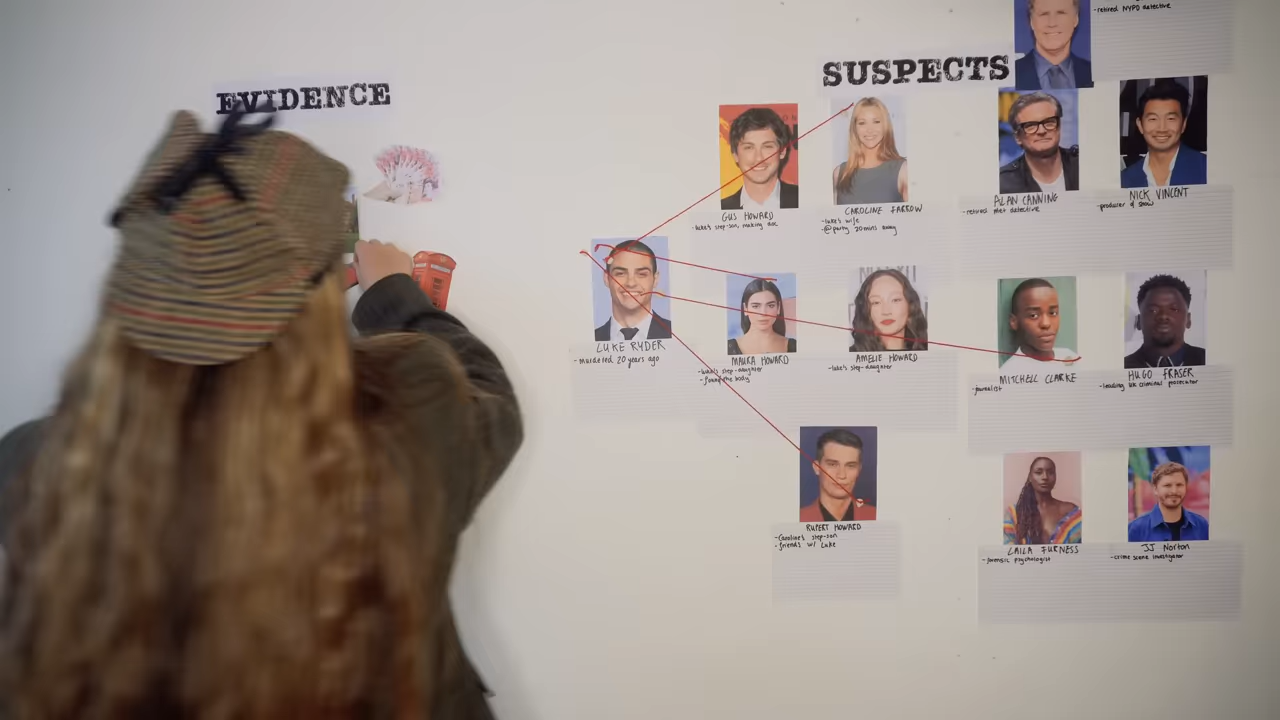 - retired NYPD detective
EVIDENCE
SUSPECTS
GUS HOWARD
- luke's step-son, making doc
CAROLINE FARROW
- luke's wife
- @party 20mins away
ALAN CANNING
- retired met detective
NICK VINCENT
- producer of show
LUKE RYDER
- murdered 20 years ago
MAURA HOWARD
- luke's step-daughter
- found the body
AMELIE HOWARD
- luke's step-daughter
MITCHELL CLARKE
- journalist
HUGO FRASER
- leading UK criminal prosecutor
RUPERT HOWARD
- Caroline's step-son
- friends w/ Luke
LAILA FURNESS
- forensic psychologist
JJ Norton
- crime scene investigator